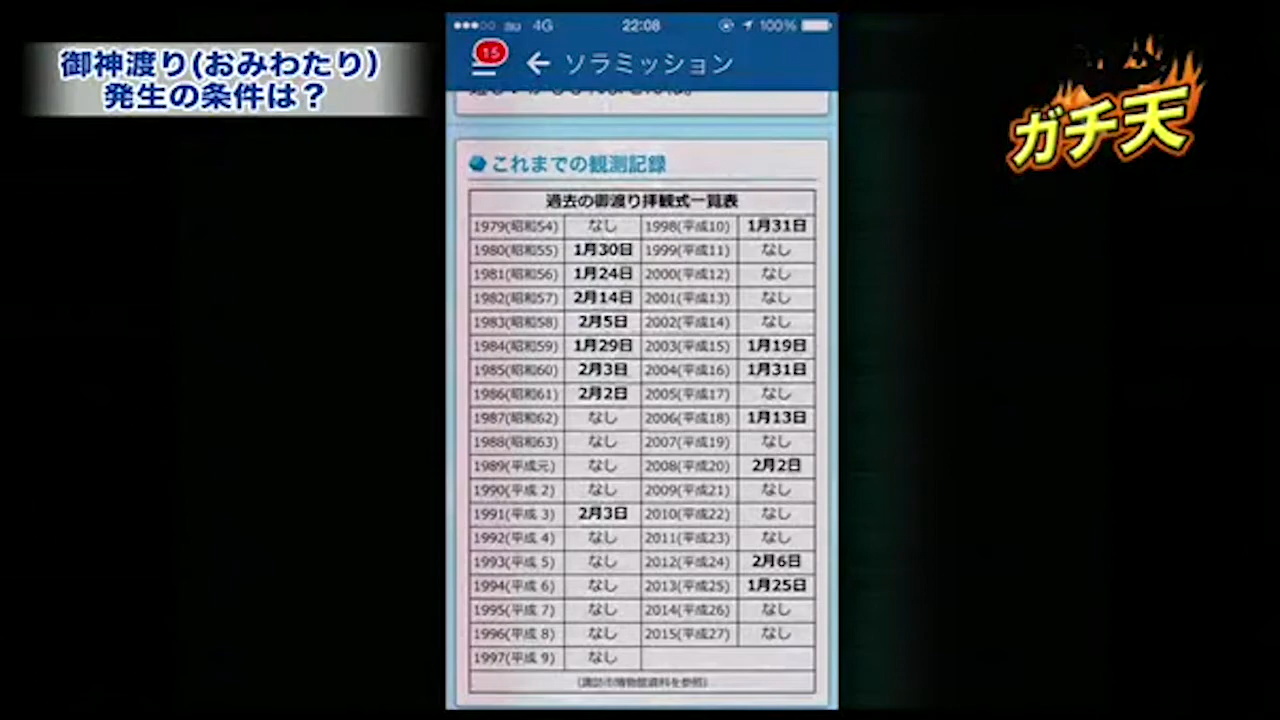 御神渡り(おみわたり)
発生の条件は？
ガチ天
4G 22:08 100%
15 ← ソラミッション
これまでの観測記録
過去の御渡り拝観式一覧表
1979(昭和54) なし 1998(平成10) 1月31日
1980(昭和55) 1月30日 1999(平成11) なし
1981(昭和56) 1月24日 2000(平成12) なし
1982(昭和57) 2月14日 2001(平成13) なし
1983(昭和58) 2月5日 2002(平成14) なし
1984(昭和59) 1月29日 2003(平成15) 1月19日
1985(昭和60) 2月3日 2004(平成16) 1月31日
1986(昭和61) 2月2日 2005(平成17) なし
1987(昭和62) なし 2006(平成18) 1月13日
1988(昭和63) なし 2007(平成19) なし
1989(平成元) なし 2008(平成20) 2月2日
1990(平成 2) なし 2009(平成21) なし
1991(平成 3) 2月3日 2010(平成22) なし
1992(平成 4) なし 2011(平成23) なし
1993(平成 5) なし 2012(平成24) 2月6日
1994(平成 6) なし 2013(平成25) 1月25日
1995(平成 7) なし 2014(平成26) なし
1996(平成 8) なし 2015(平成27) なし
1997(平成 9) なし
(諏訪市博物館資料を参照)